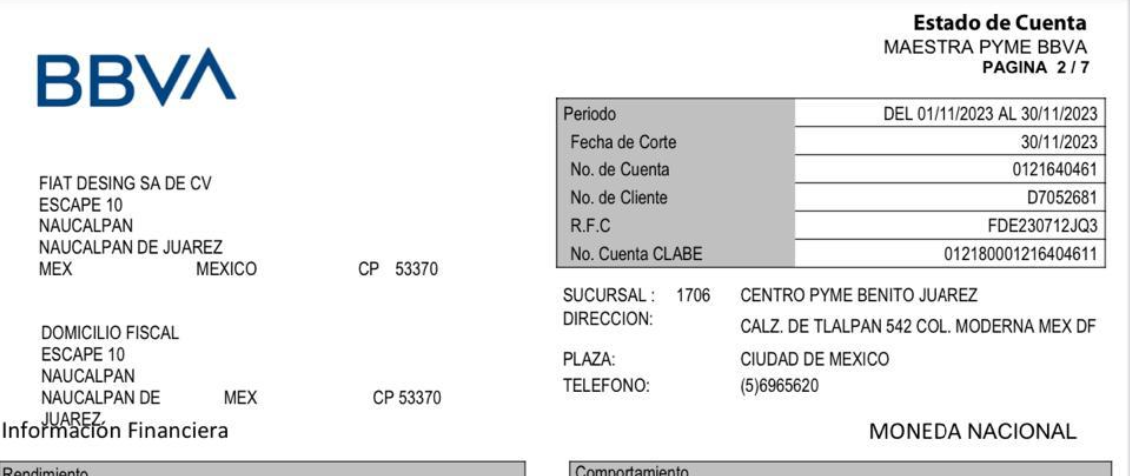 Estado de Cuenta
MAESTRA PYME BBVA
PAGINA 2 / 7
BBVA
Periodo DEL 01/11/2023 AL 30/11/2023
Fecha de Corte 30/11/2023
No. de Cuenta 0121640461
No. de Cliente D7052681
R.F.C FDE230712JQ3
No. Cuenta CLABE 012180001216404611
FIAT DESING SA DE CV
ESCAPE 10
NAUCALPAN
NAUCALPAN DE JUAREZ
MEX MEXICO CP 53370
SUCURSAL : 1706 CENTRO PYME BENITO JUAREZ
DIRECCION: CALZ. DE TLALPAN 542 COL. MODERNA MEX DF
PLAZA: CIUDAD DE MEXICO
TELEFONO: (5)6965620
DOMICILIO FISCAL
ESCAPE 10
NAUCALPAN
NAUCALPAN DE MEX CP 53370
JUAREZ
Información Financiera MONEDA NACIONAL
Rendimiento Comportamiento